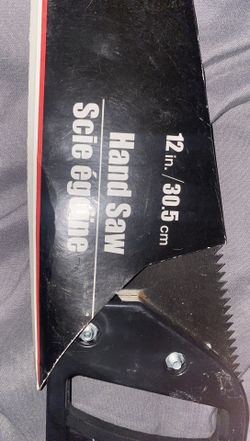 12 in./30.5 cm
Hand Saw
Scie égoïne